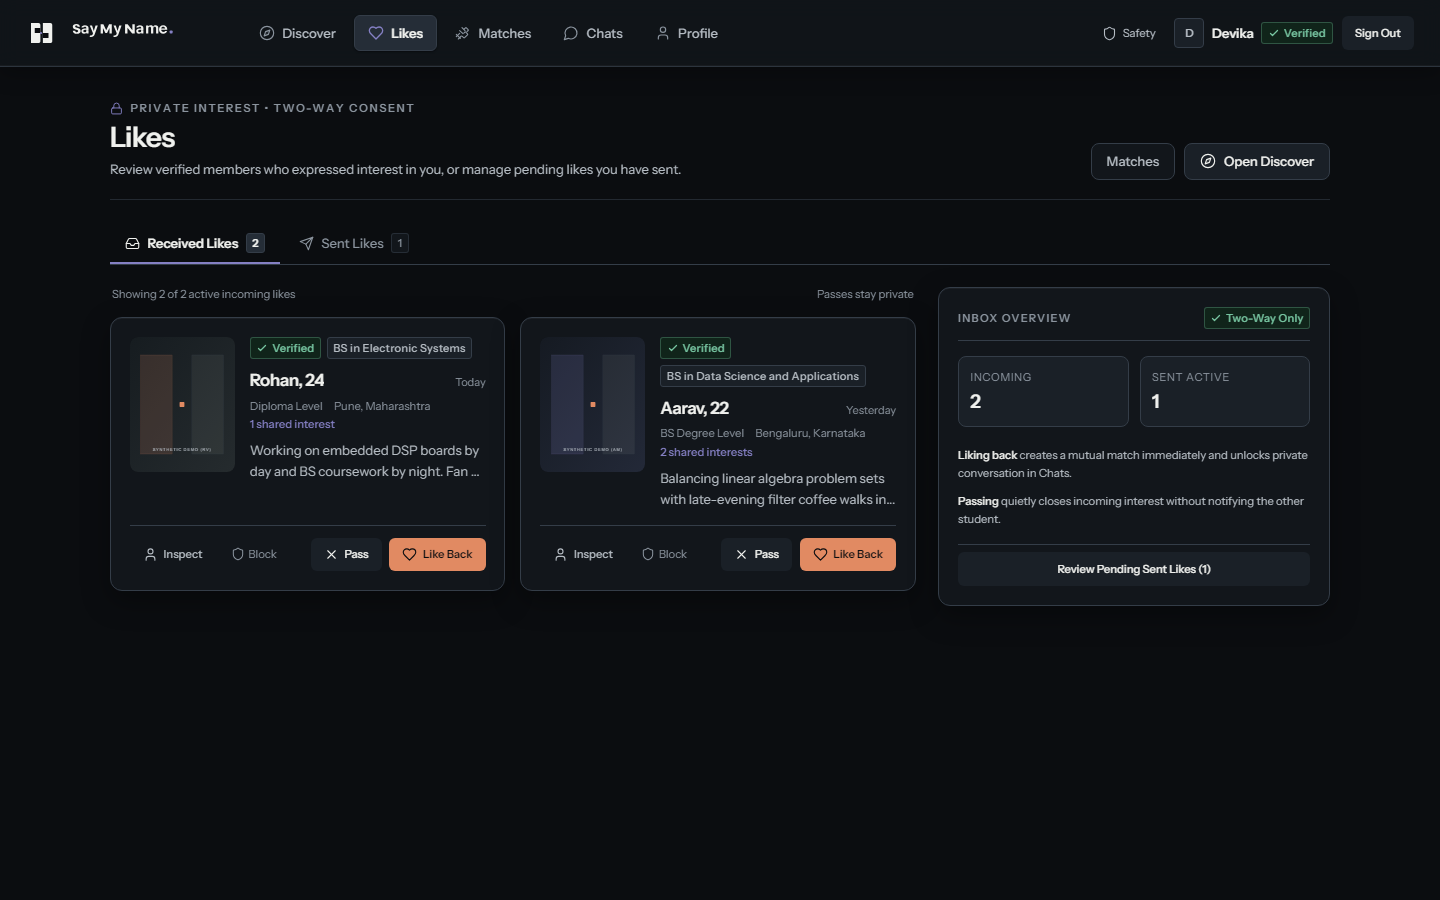 Say My Name.
Discover
Likes
Matches
Chats
Profile
Safety
D
Devika
Verified
Sign Out
PRIVATE INTEREST • TWO-WAY CONSENT
Likes
Review verified members who expressed interest in you, or manage pending likes you have sent.
Matches
Open Discover
Received Likes 2
Sent Likes 1
Showing 2 of 2 active incoming likes
Passes stay private
SYNTHETIC DEMO (RV)
Verified
BS in Electronic Systems
Rohan, 24
Today
Diploma Level
Pune, Maharashtra
1 shared interest
Working on embedded DSP boards by
day and BS coursework by night. Fan ...
Inspect
Block
Pass
Like Back
SYNTHETIC DEMO (AM)
Verified
BS in Data Science and Applications
Aarav, 22
Yesterday
BS Degree Level
Bengaluru, Karnataka
2 shared interests
Balancing linear algebra problem sets
with late-evening filter coffee walks in...
Inspect
Block
Pass
Like Back
INBOX OVERVIEW
Two-Way Only
INCOMING
2
SENT ACTIVE
1
Liking back creates a mutual match immediately and unlocks private
conversation in Chats.
Passing quietly closes incoming interest without notifying the other
student.
Review Pending Sent Likes (1)